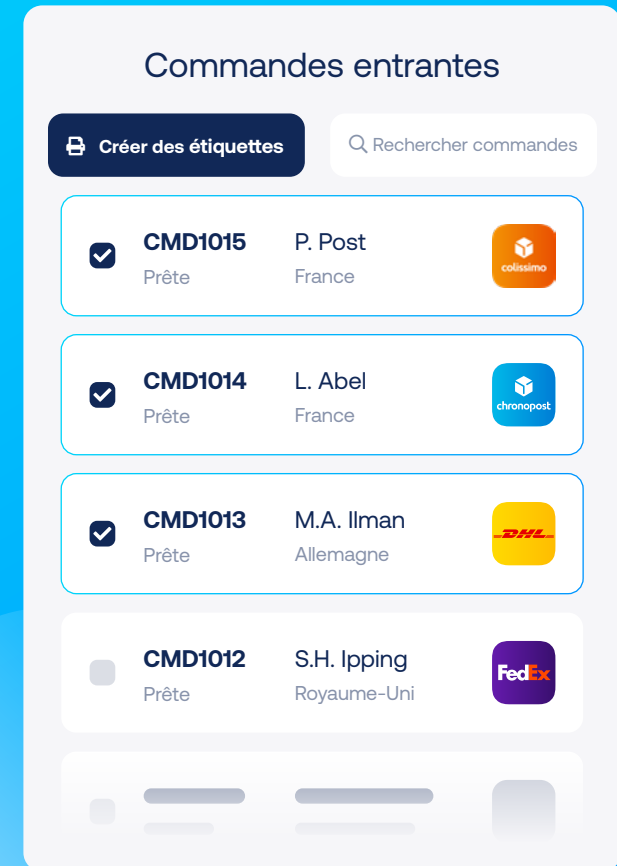 Commandes entrantes
Créer des étiquettes
Rechercher commandes
CMD1015 P. Post
Prête France
colissimo
CMD1014 L. Abel
Prête France
chronopost
CMD1013 M.A. Ilman
Prête Allemagne
DHL
CMD1012 S.H. Ipping
Prête Royaume-Uni
FedEx